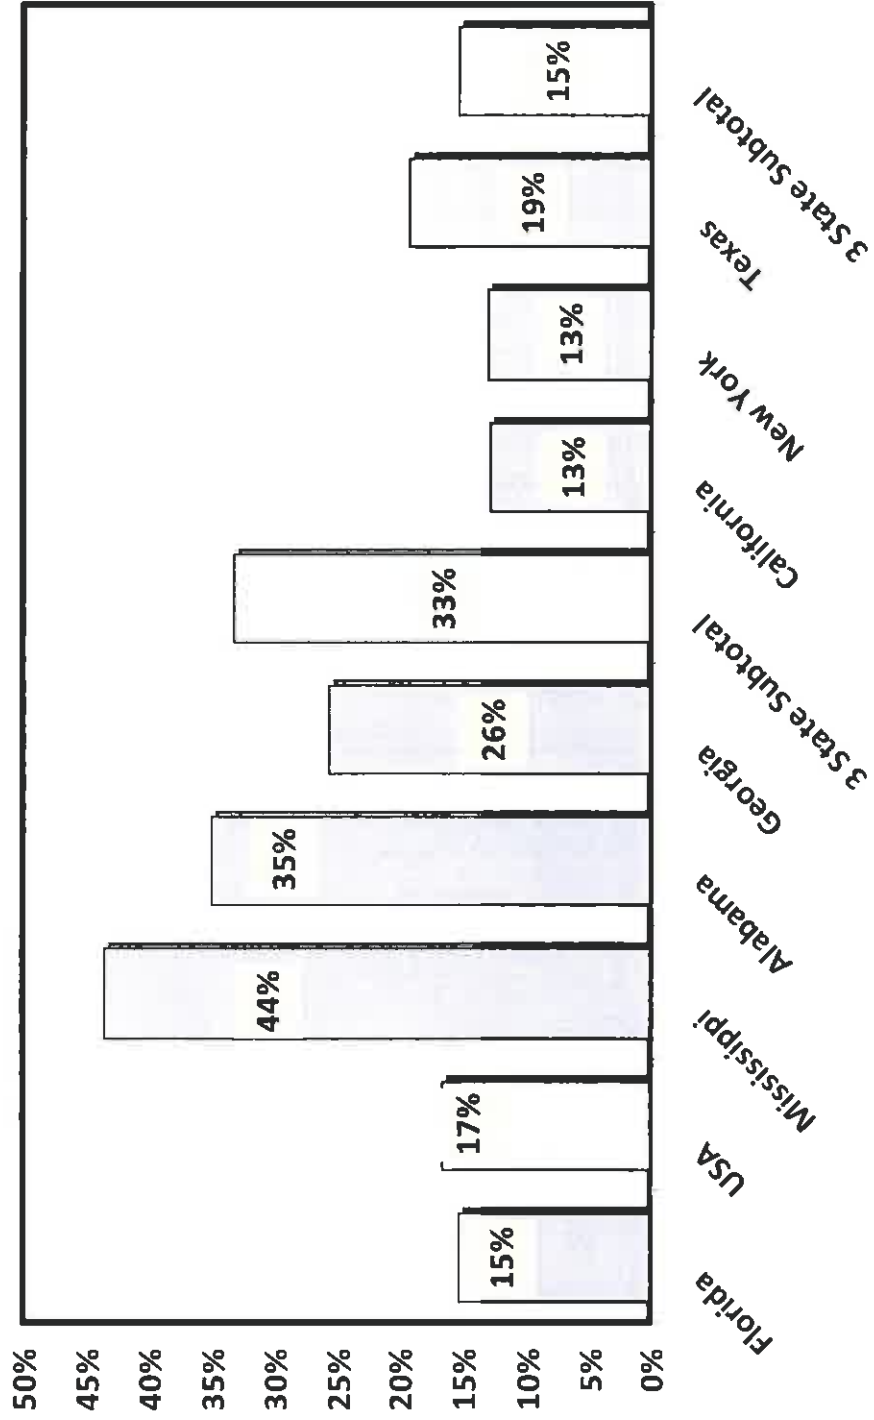 50%
45%
40%
35%
30%
25%
20%
15%
10%
5%
0%
15%
17%
44%
35%
26%
33%
13%
13%
19%
15%
Florida
USA
Mississippi
Alabama
Georgia
3 State Subtotal
California
New York
Texas
3 State Subtotal